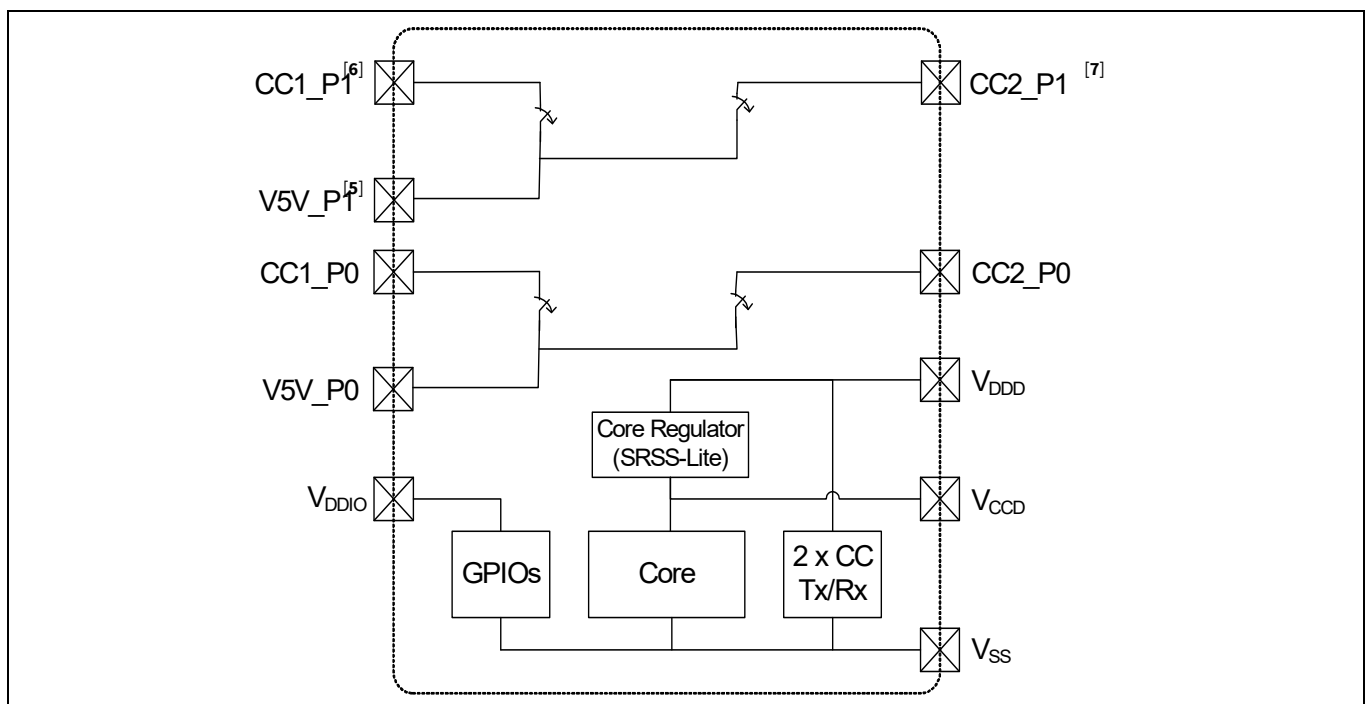 CC1_P1[6]
CC2_P1 [7]
V5V_P1[5]
CC1_P0
CC2_P0
V5V_P0
VDDD
Core Regulator
(SRSS-Lite)
VDDIO
VCCD
GPIOs
Core
2 x CC
Tx/Rx
VSS